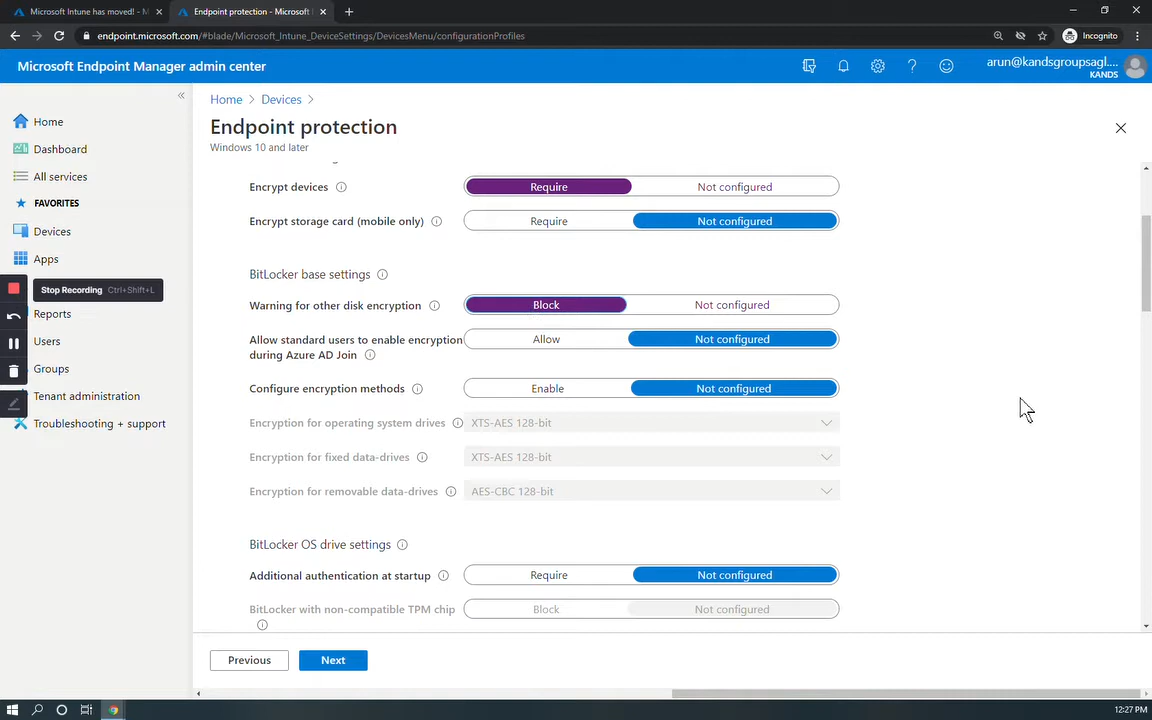 Microsoft Intune has moved! - M
Endpoint protection - Microsoft
endpoint.microsoft.com/#blade/Microsoft_Intune_DeviceSettings/DevicesMenu/configurationProfiles
Incognito
Microsoft Endpoint Manager admin center
arun@kandsgroupsagl....
KANDS
Home
Dashboard
All services
FAVORITES
Devices
Apps
Stop Recording Ctrl+Shift+L
Reports
Users
Groups
Tenant administration
Troubleshooting + support
Home > Devices >
Endpoint protection
Windows 10 and later
Encrypt devices Require Not configured
Encrypt storage card (mobile only) Require Not configured
BitLocker base settings
Warning for other disk encryption Block Not configured
Allow standard users to enable encryption Allow Not configured
during Azure AD Join
Configure encryption methods Enable Not configured
Encryption for operating system drives XTS-AES 128-bit
Encryption for fixed data-drives XTS-AES 128-bit
Encryption for removable data-drives AES-CBC 128-bit
BitLocker OS drive settings
Additional authentication at startup Require Not configured
BitLocker with non-compatible TPM chip Block Not configured
Previous Next
12:27 PM